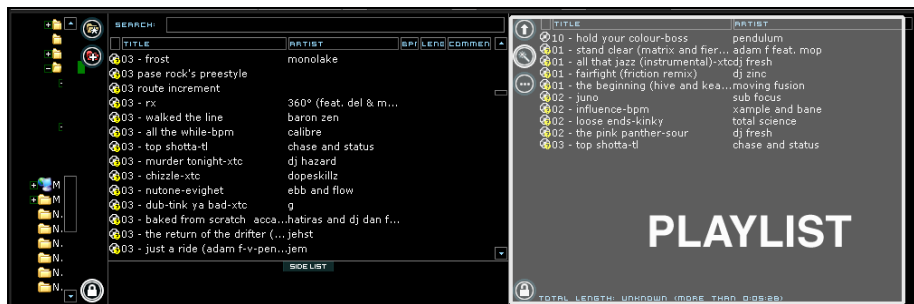 SEARCH:
TITLE ARTIST BPM LENG COMMEN
03 - frost monolake
03 pase rock's preestyle
03 route increment
03 - rx 360° (feat. del & m...
03 - walked the line baron zen
03 - all the while-bpm calibre
03 - top shotta-tl chase and status
03 - murder tonight-xtc dj hazard
03 - chizzle-xtc dopeskillz
03 - nutone-evighet ebb and flow
03 - dub-tink ya bad-xtc g
03 - baked from scratch acca...hatiras and dj dan f...
03 - the return of the drifter (...jehst
03 - just a ride (adam f-v-pen...jem
SIDE LIST
M
M
N.
N.
N.
N.
N.
N.
TITLE ARTIST
10 - hold your colour-boss pendulum
01 - stand clear (matrix and fier... adam f feat. mop
01 - all that jazz (instrumental)-xtcdj fresh
01 - fairfight (friction remix) dj zinc
01 - the beginning (hive and kea...moving fusion
02 - juno sub focus
02 - influence-bpm xample and bane
02 - loose ends-kinky total science
02 - the pink panther-sour dj fresh
03 - top shotta-tl chase and status
PLAYLIST
TOTAL LENGTH: UNKNOWN (MORE THAN 0:05:28)